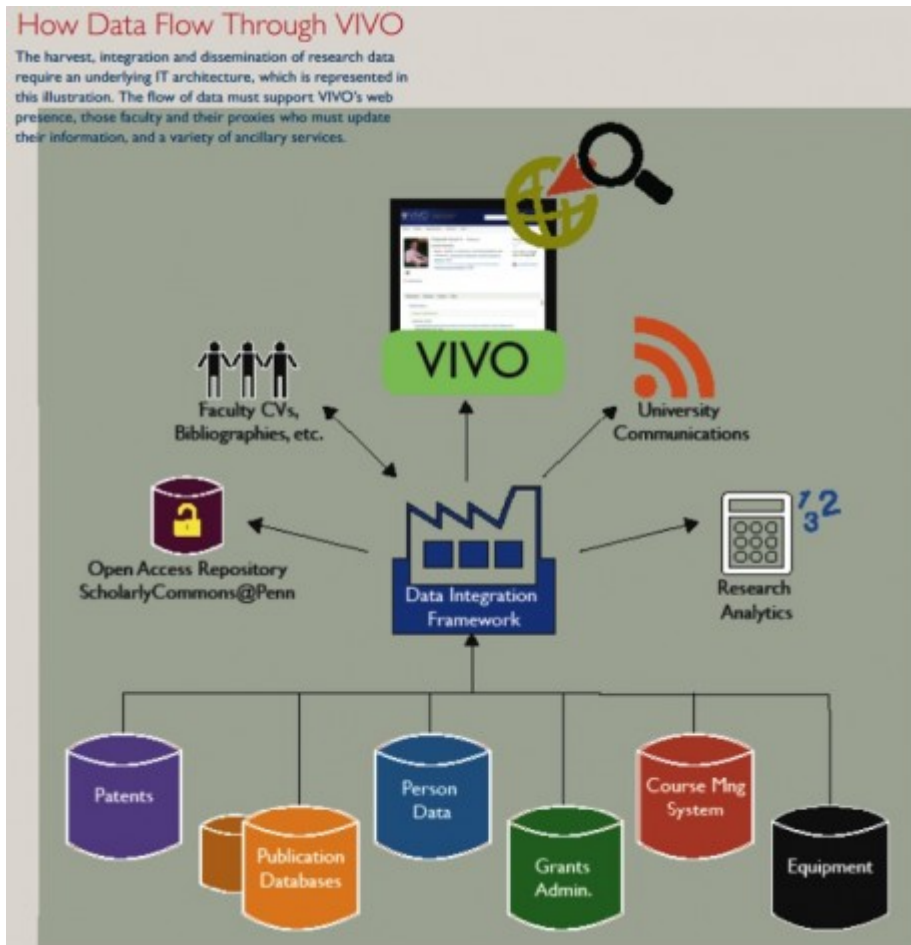 How Data Flow Through VIVO
The harvest, integration and dissemination of research data
require an underlying IT architecture, which is represented in
this illustration. The flow of data must support VIVO's web
presence, those faculty and their proxies who must update
their information, and a variety of ancillary services.
VIVO
VIVO
Faculty CVs,
Bibliographies, etc.
University
Communications
1 2
3
Open Access Repository
ScholarlyCommons@Penn
Data Integration
Framework
Research
Analytics
Patents
Publication
Databases
Person
Data
Grants
Admin.
Course Mng
System
Equipment